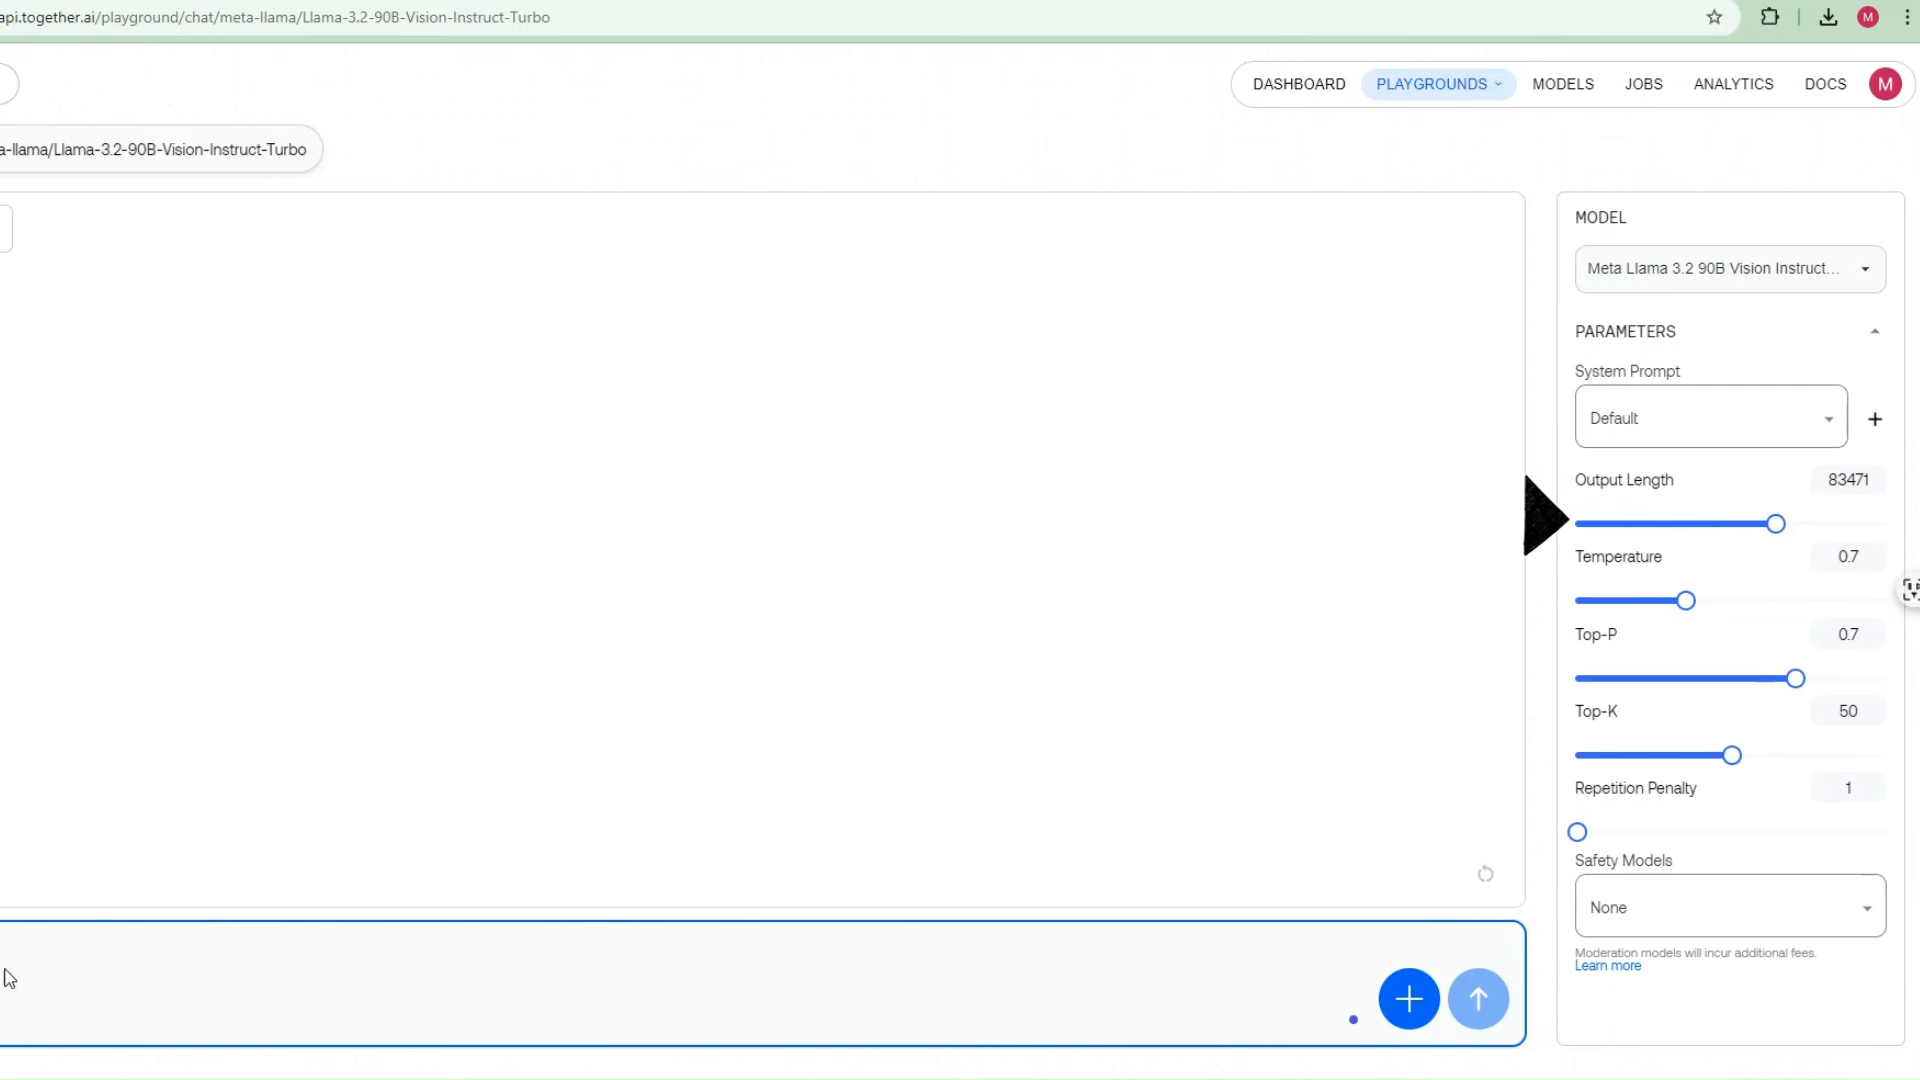 api.together.ai/playground/chat/meta-llama/Llama-3.2-90B-Vision-Instruct-Turbo
M
DASHBOARD PLAYGROUNDS MODELS JOBS ANALYTICS DOCS M
a-llama/Llama-3.2-90B-Vision-Instruct-Turbo
MODEL
Meta Llama 3.2 90B Vision Instruct...
PARAMETERS
System Prompt
Default
Output Length 83471
Temperature 0.7
Top-P 0.7
Top-K 50
Repetition Penalty 1
Safety Models
None
Moderation models will incur additional fees.
Learn more